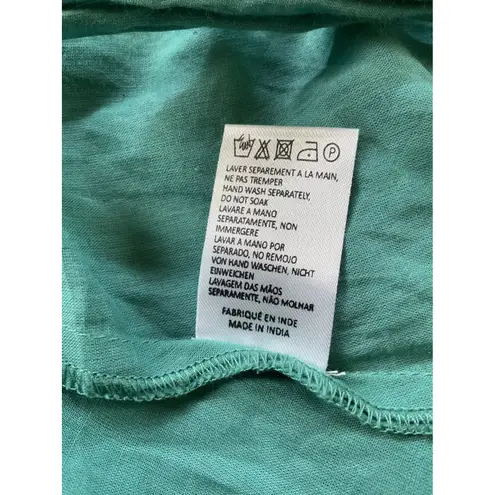 P
LAVER SEPAREMENT A LA MAIN,
NE PAS TREMPER
HAND WASH SEPARATELY,
DO NOT SOAK
LAVARE A MANO
SEPARATAMENTE, NON
IMMERGERE
LAVAR A MANO POR
SEPARADO, NO REMOJO
VON HAND WASCHEN, NICHT
EINWEICHEN
LAVAGEM DAS MÃOS
SEPARAMENTE, NÃO MOLHAR
FABRIQUÉ EN INDE
MADE IN INDIA